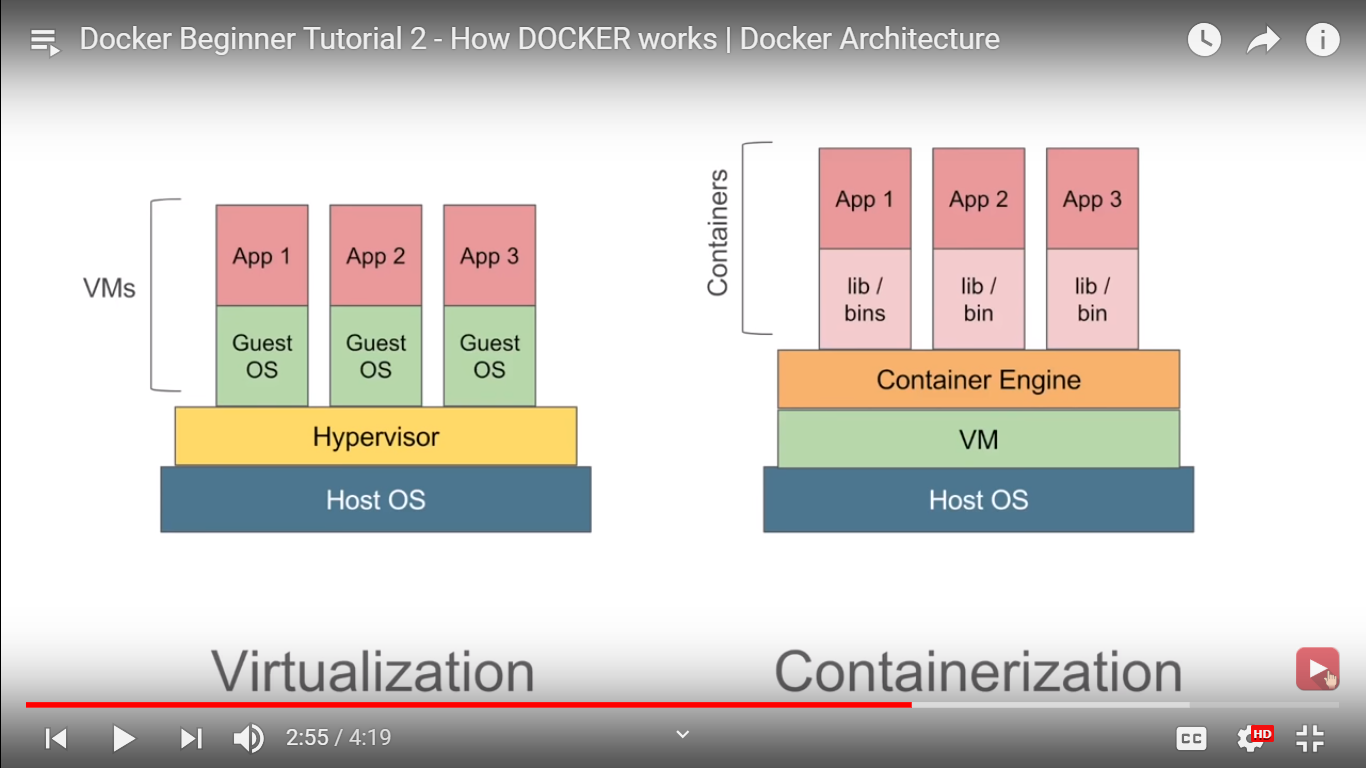 Docker Beginner Tutorial 2 - How DOCKER works | Docker Architecture
VMs
App 1
App 2
App 3
Guest
OS
Guest
OS
Guest
OS
Hypervisor
Host OS
Virtualization
Containers
App 1
App 2
App 3
lib /
bins
lib /
bin
lib /
bin
Container Engine
VM
Host OS
Containerization
2:55 / 4:19
CC
HD